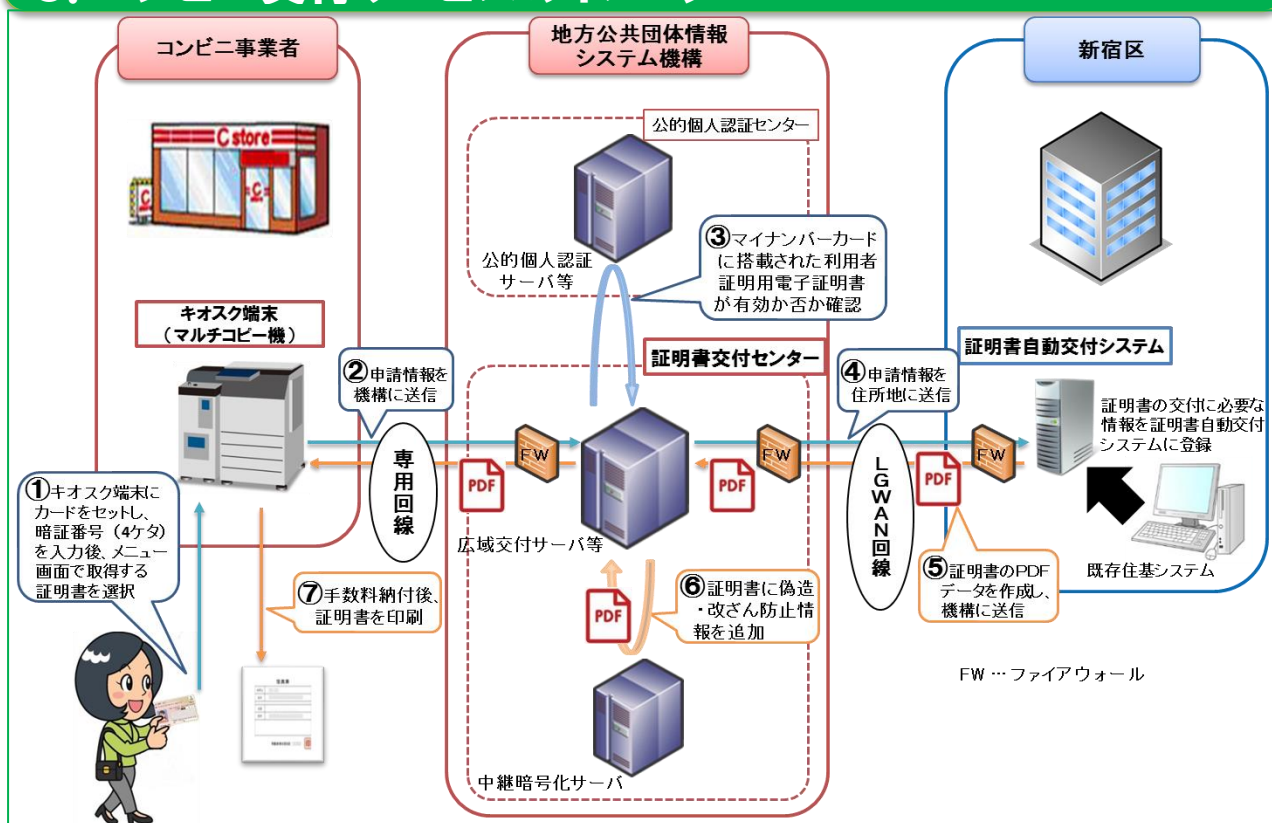 コンビニ事業者
地方公共団体情報
システム機構
新宿区
公的個人認証センター
C store
C
公的個人認証
サーバ等
③マイナンバーカード
に搭載された利用者
証明用電子証明書
が有効か否か確認
キオスク端末
(マルチコピー機)
証明書交付センター
証明書自動交付システム
②申請情報を
機構に送信
④申請情報を
住所地に送信
証明書の交付に必要な
情報を証明書自動交付
システムに登録
FW
FW
FW
PDF
PDF
PDF
専用回線
LGWAN回線
①キオスク端末に
カードをセットし、
暗証番号(4ケタ)
を入力後、メニュー
画面で取得する
証明書を選択
広域交付サーバ等
既存住基システム
⑤証明書のPDF
データを作成し、
機構に送信
⑥証明書に偽造
・改ざん防止情
報を追加
PDF
⑦手数料納付後、
証明書を印刷
FW…ファイアウォール
中継暗号化サーバ